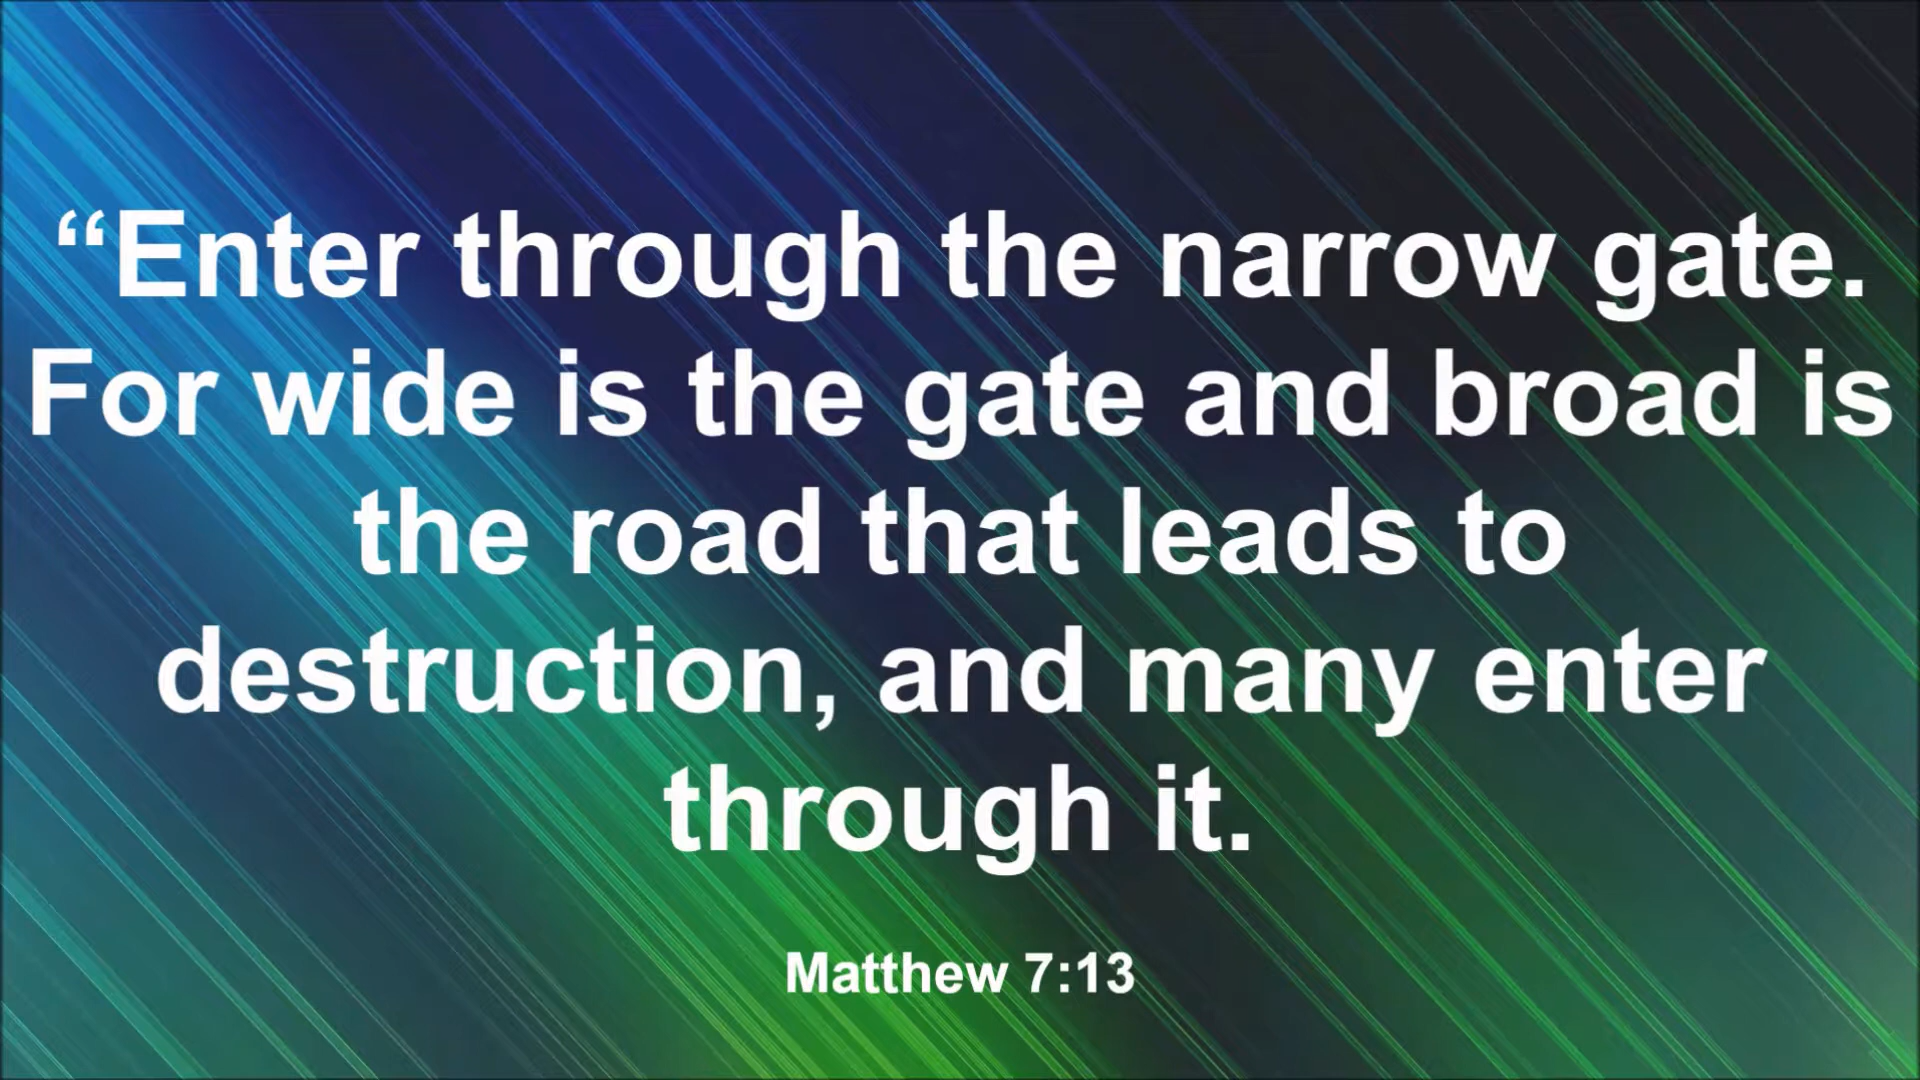 “Enter through the narrow gate.
For wide is the gate and broad is
the road that leads to
destruction, and many enter
through it.
Matthew 7:13